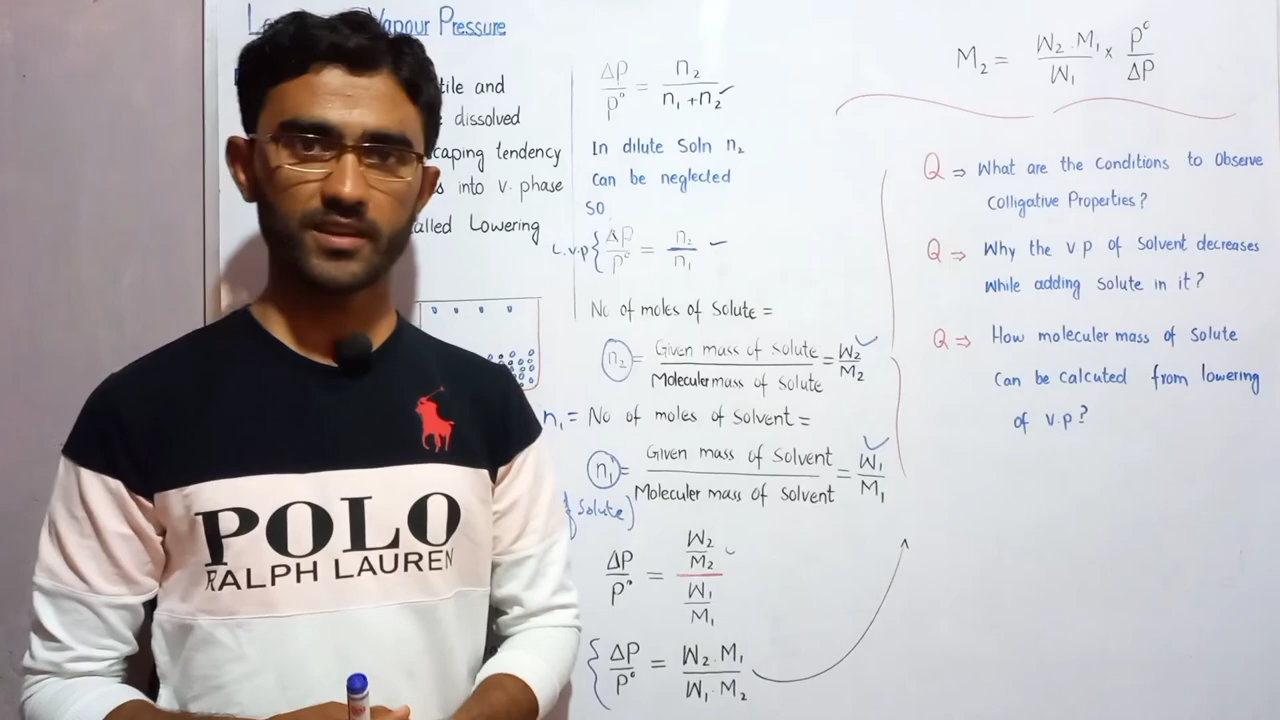 Vapour Pressure
tile and
dissolved
caping tendency
s into v. phase
alled Lowering
ΔP/P° = n₂/(n₁ + n₂)
In dilute Soln n₂
Can be neglected
SO,
L.v.p { ΔP/P° = n₂/n₁
No of moles of Solute =
n₂ = Given mass of Solute/Moleculer mass of Solute = W₂/M₂
n₁ = No of moles of Solvent =
n₁ = Given mass of Solvent/Moleculer mass of Solvent = W₁/M₁
Solute)
ΔP/P° = (W₂/M₂)/(W₁/M₁)
{ ΔP/P° = W₂ . M₁/W₁ . M₂
M₂ = W₂ . M₁/W₁ × P°/ΔP
Q ⇒ What are the Conditions to Observe
Colligative Properties?
Q ⇒ Why the v p of Solvent decreases
While adding Solute in it?
Q ⇒ How moleculer mass of Solute
Can be calcuted from lowering
of v.p?
POLO
RALPH LAUREN